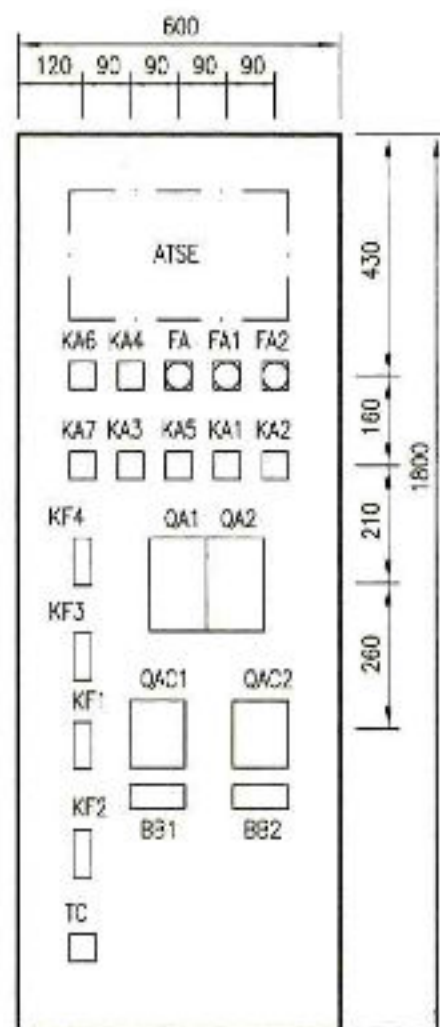 600
120 90 90 90 90
ATSE
430
KA6 KA4 FA FA1 FA2
160
KA7 KA3 KA5 KA1 KA2
1800
210
KF4 QA1 QA2
KF3
260
QAC1 QAC2
KF1
BB1 BB2
KF2
TC